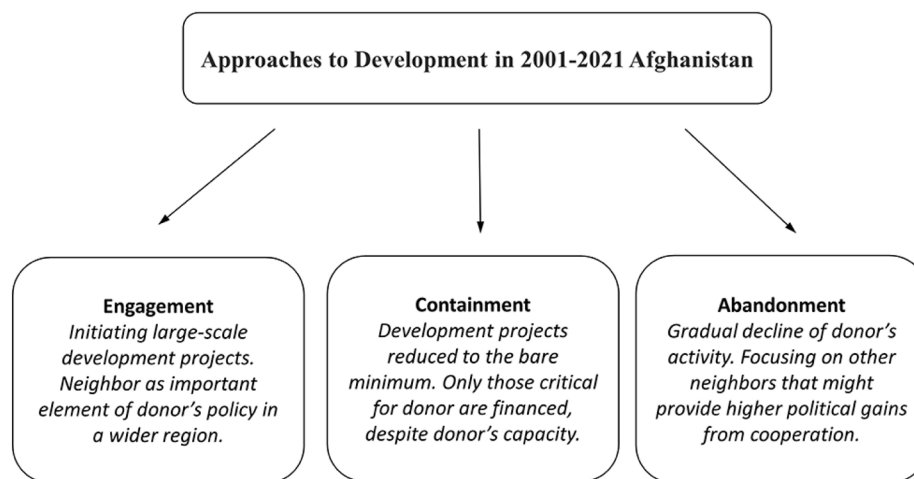 Approaches to Development in 2001-2021 Afghanistan
Engagement
Initiating large-scale
development projects.
Neighbor as important
element of donor's policy in
a wider region.
Containment
Development projects
reduced to the bare
minimum. Only those critical
for donor are financed,
despite donor's capacity.
Abandonment
Gradual decline of donor's
activity. Focusing on other
neighbors that might
provide higher political gains
from cooperation.